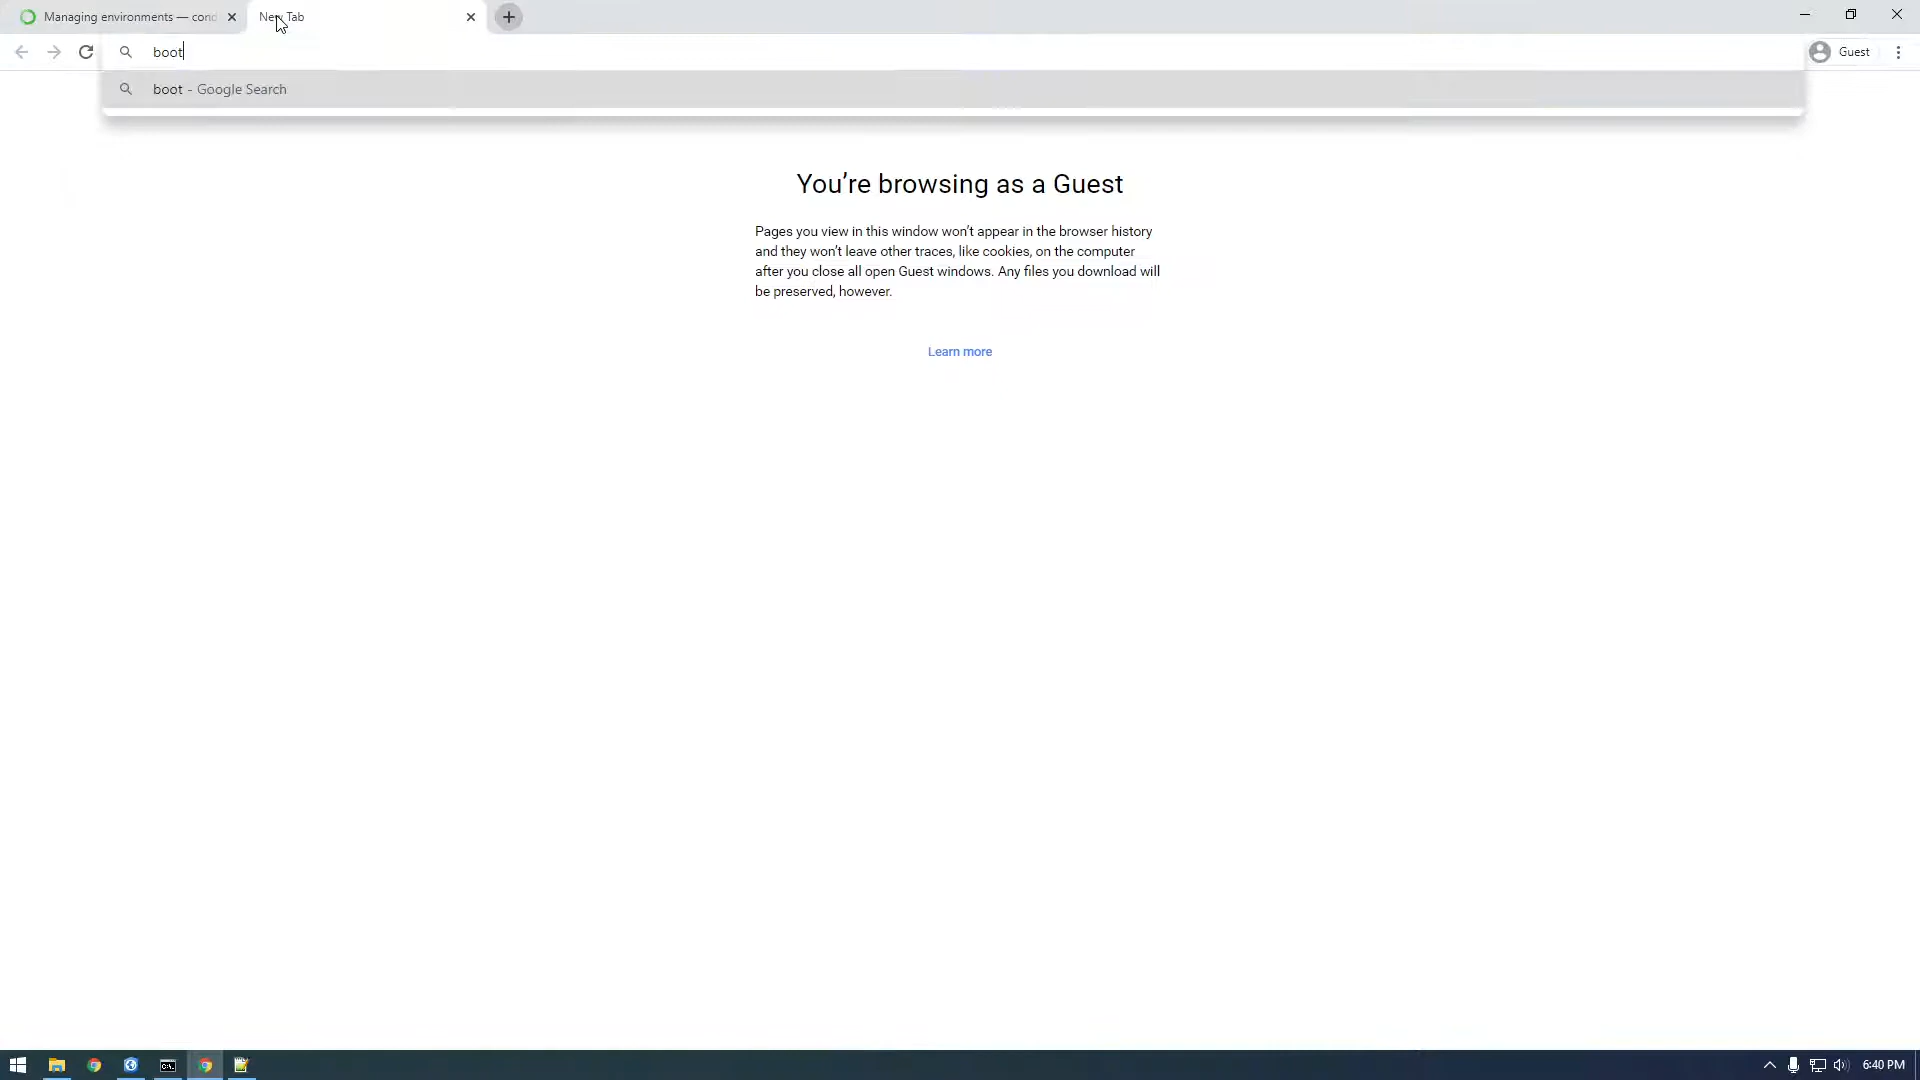 Managing environments — cond
New Tab
boot
Guest
boot - Google Search
You’re browsing as a Guest
Pages you view in this window won’t appear in the browser history
and they won’t leave other traces, like cookies, on the computer
after you close all open Guest windows. Any files you download will
be preserved, however.
Learn more
6:40 PM